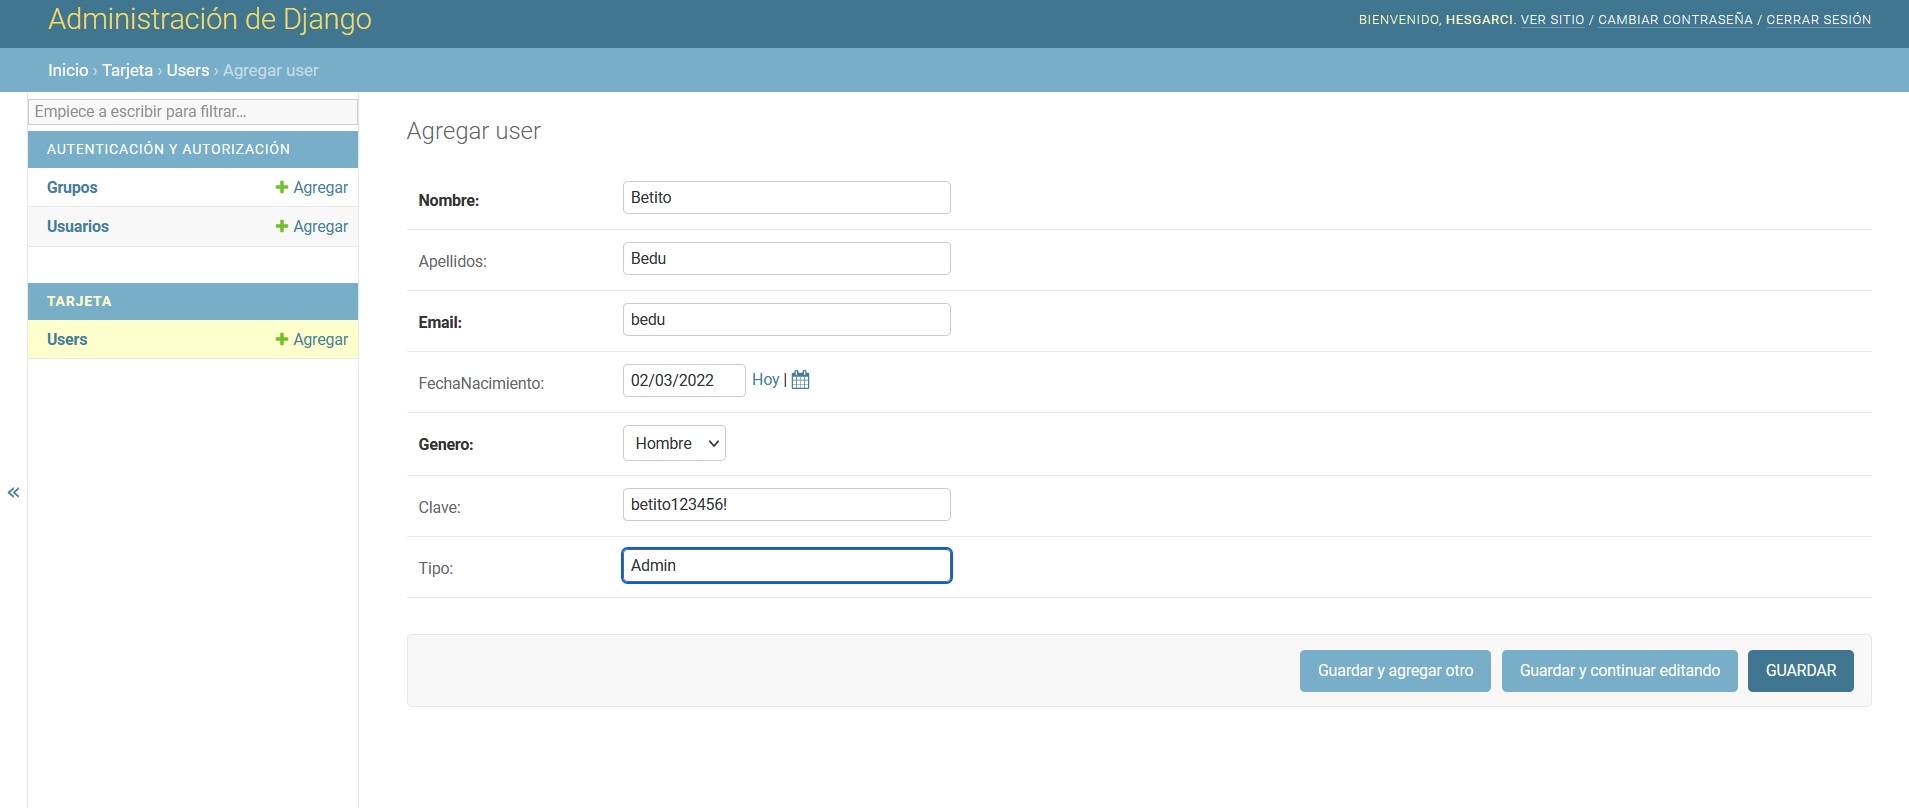 Administración de Django
BIENVENIDO, HESGARCI. VER SITIO / CAMBIAR CONTRASEÑA / CERRAR SESIÓN
Inicio › Tarjeta › Users › Agregar user
Empiece a escribir para filtrar...
AUTENTICACIÓN Y AUTORIZACIÓN
Grupos + Agregar
Usuarios + Agregar
TARJETA
Users + Agregar
«
Agregar user
Nombre: Betito
Apellidos: Bedu
Email: bedu
FechaNacimiento: 02/03/2022 Hoy |
Genero: Hombre
Clave: betito123456!
Tipo: Admin
Guardar y agregar otro Guardar y continuar editando GUARDAR